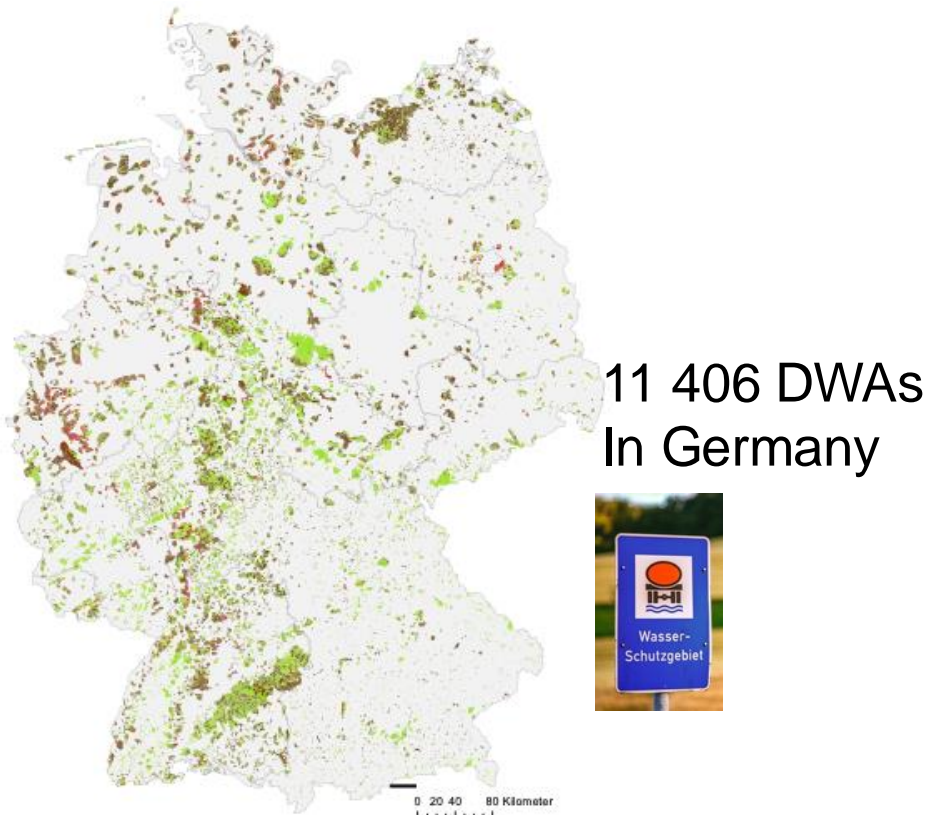 11 406 DWAs
In Germany
Wasser-
Schutzgebiet
0 20 40 80 Kilometer